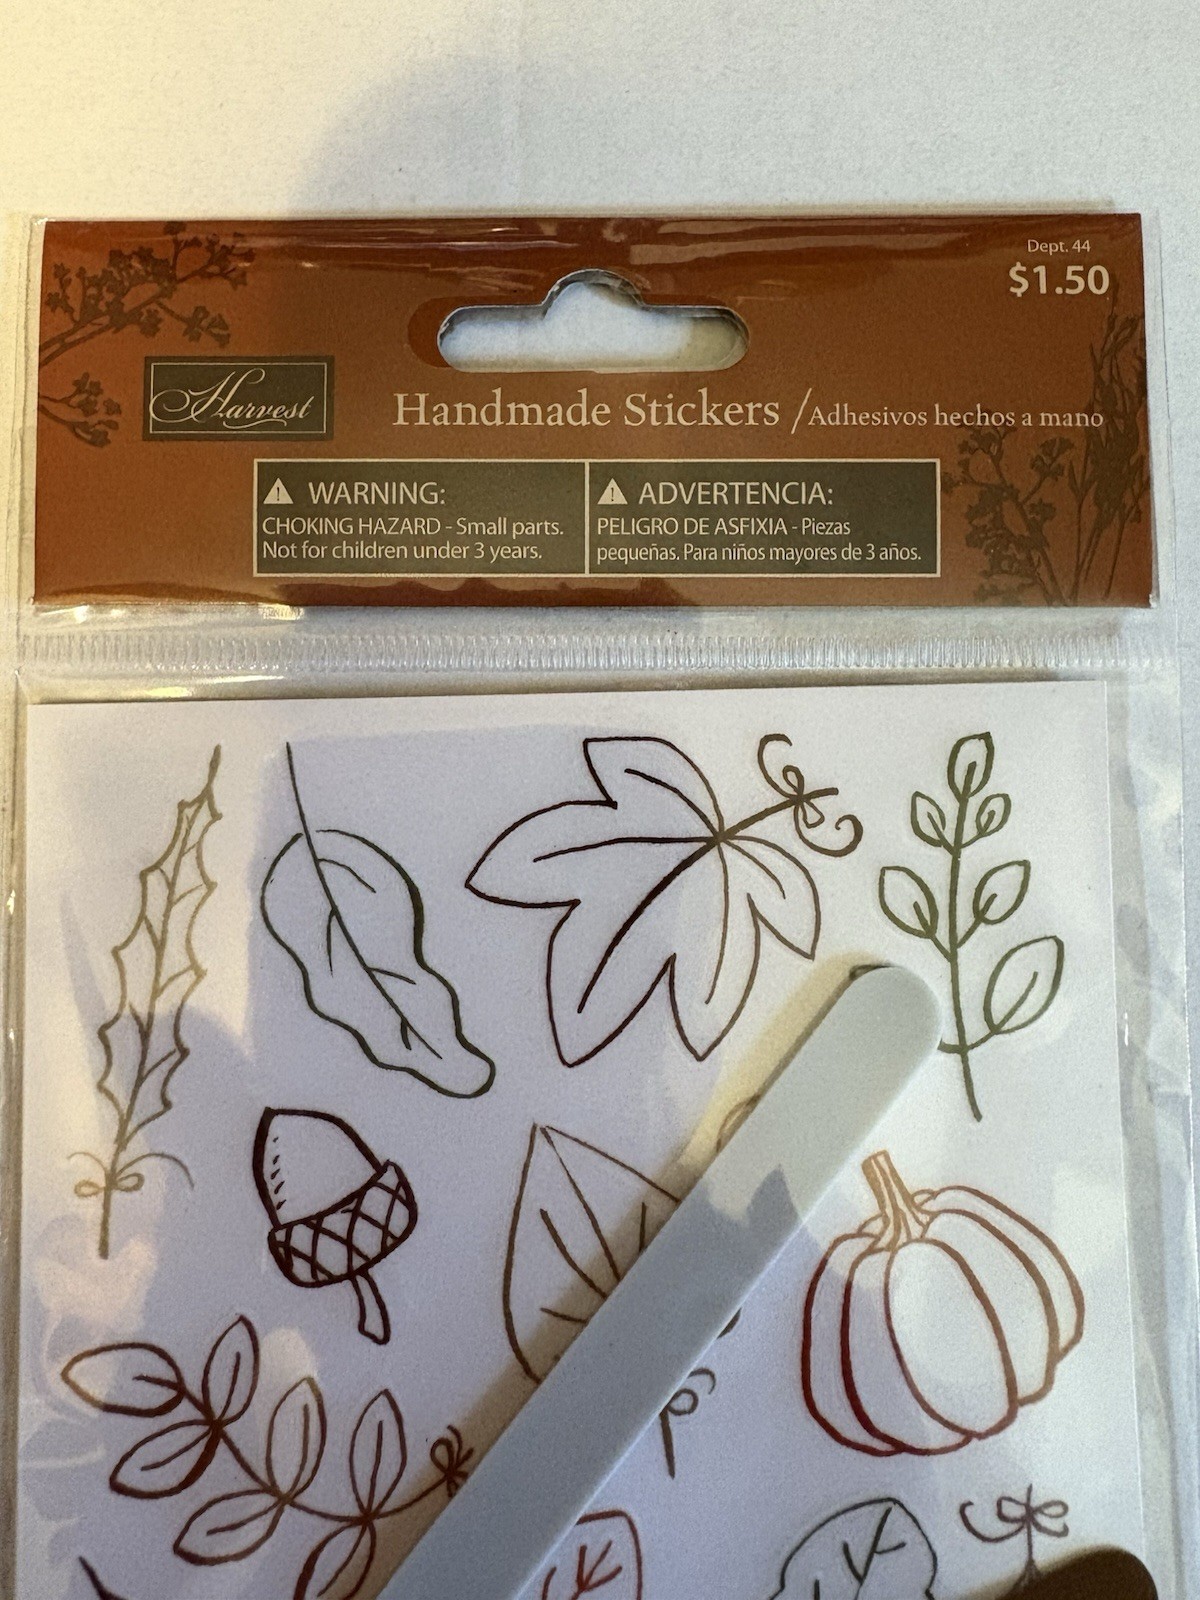 Dept. 44
$1.50
Harvest
Handmade Stickers / Adhesivos hechos a mano
WARNING:
CHOKING HAZARD - Small parts.
Not for children under 3 years.
ADVERTENCIA:
PELIGRO DE ASFIXIA - Piezas
pequeñas. Para niños mayores de 3 años.